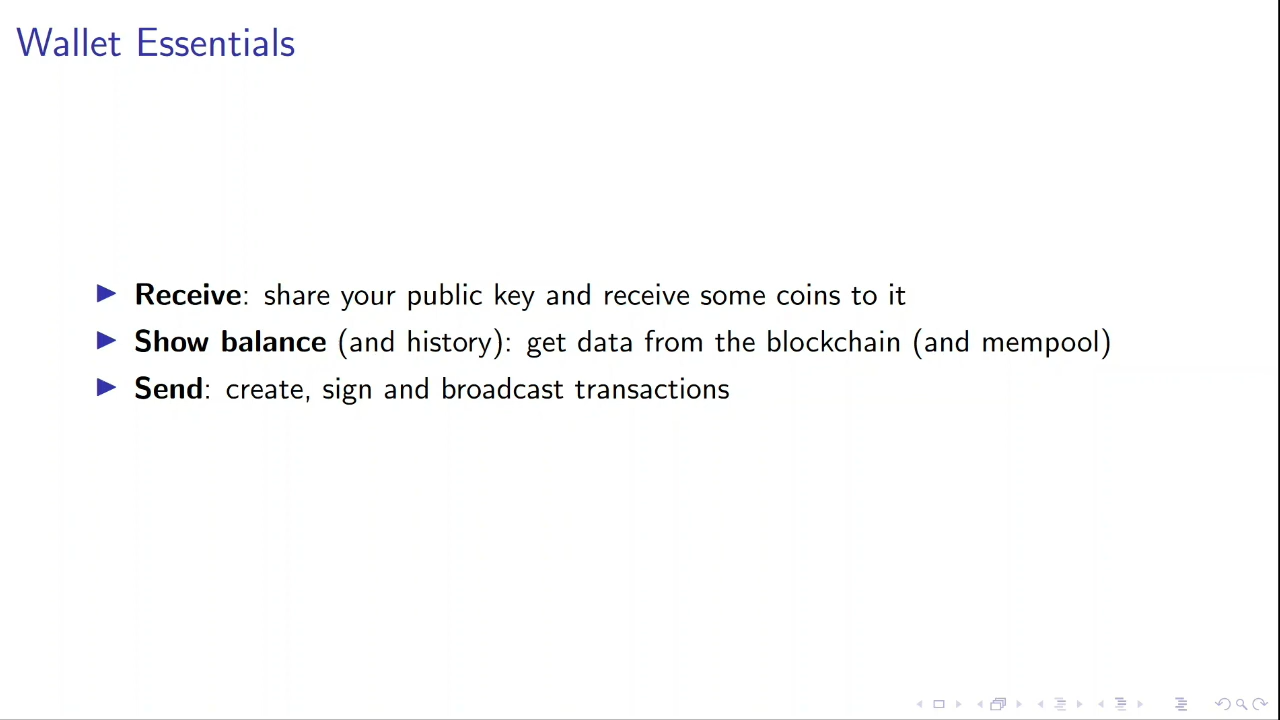 Wallet Essentials
Receive: share your public key and receive some coins to it
Show balance (and history): get data from the blockchain (and mempool)
Send: create, sign and broadcast transactions